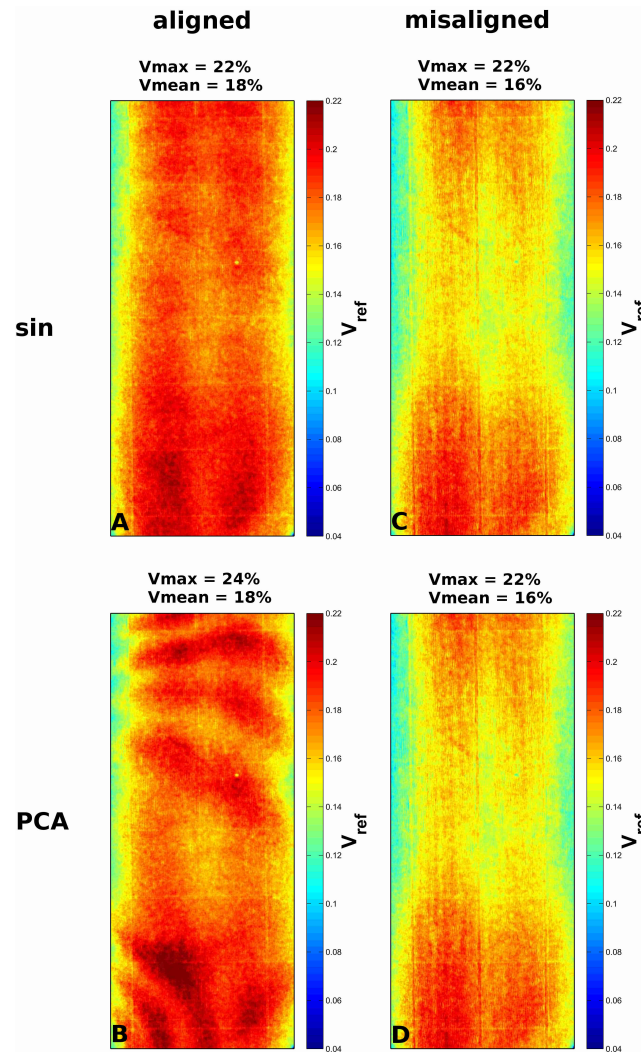 aligned
misaligned
Vmax = 22%
Vmean = 18%
Vmax = 22%
Vmean = 16%
sin
A
0.22
0.2
0.18
0.16
0.14
0.12
0.1
0.08
0.06
0.04
Vref
C
0.22
0.2
0.18
0.16
0.14
0.12
0.1
0.08
0.06
0.04
Vref
Vmax = 24%
Vmean = 18%
Vmax = 22%
Vmean = 16%
PCA
B
0.22
0.2
0.18
0.16
0.14
0.12
0.1
0.08
0.06
0.04
Vref
D
0.22
0.2
0.18
0.16
0.14
0.12
0.1
0.08
0.06
0.04
Vref